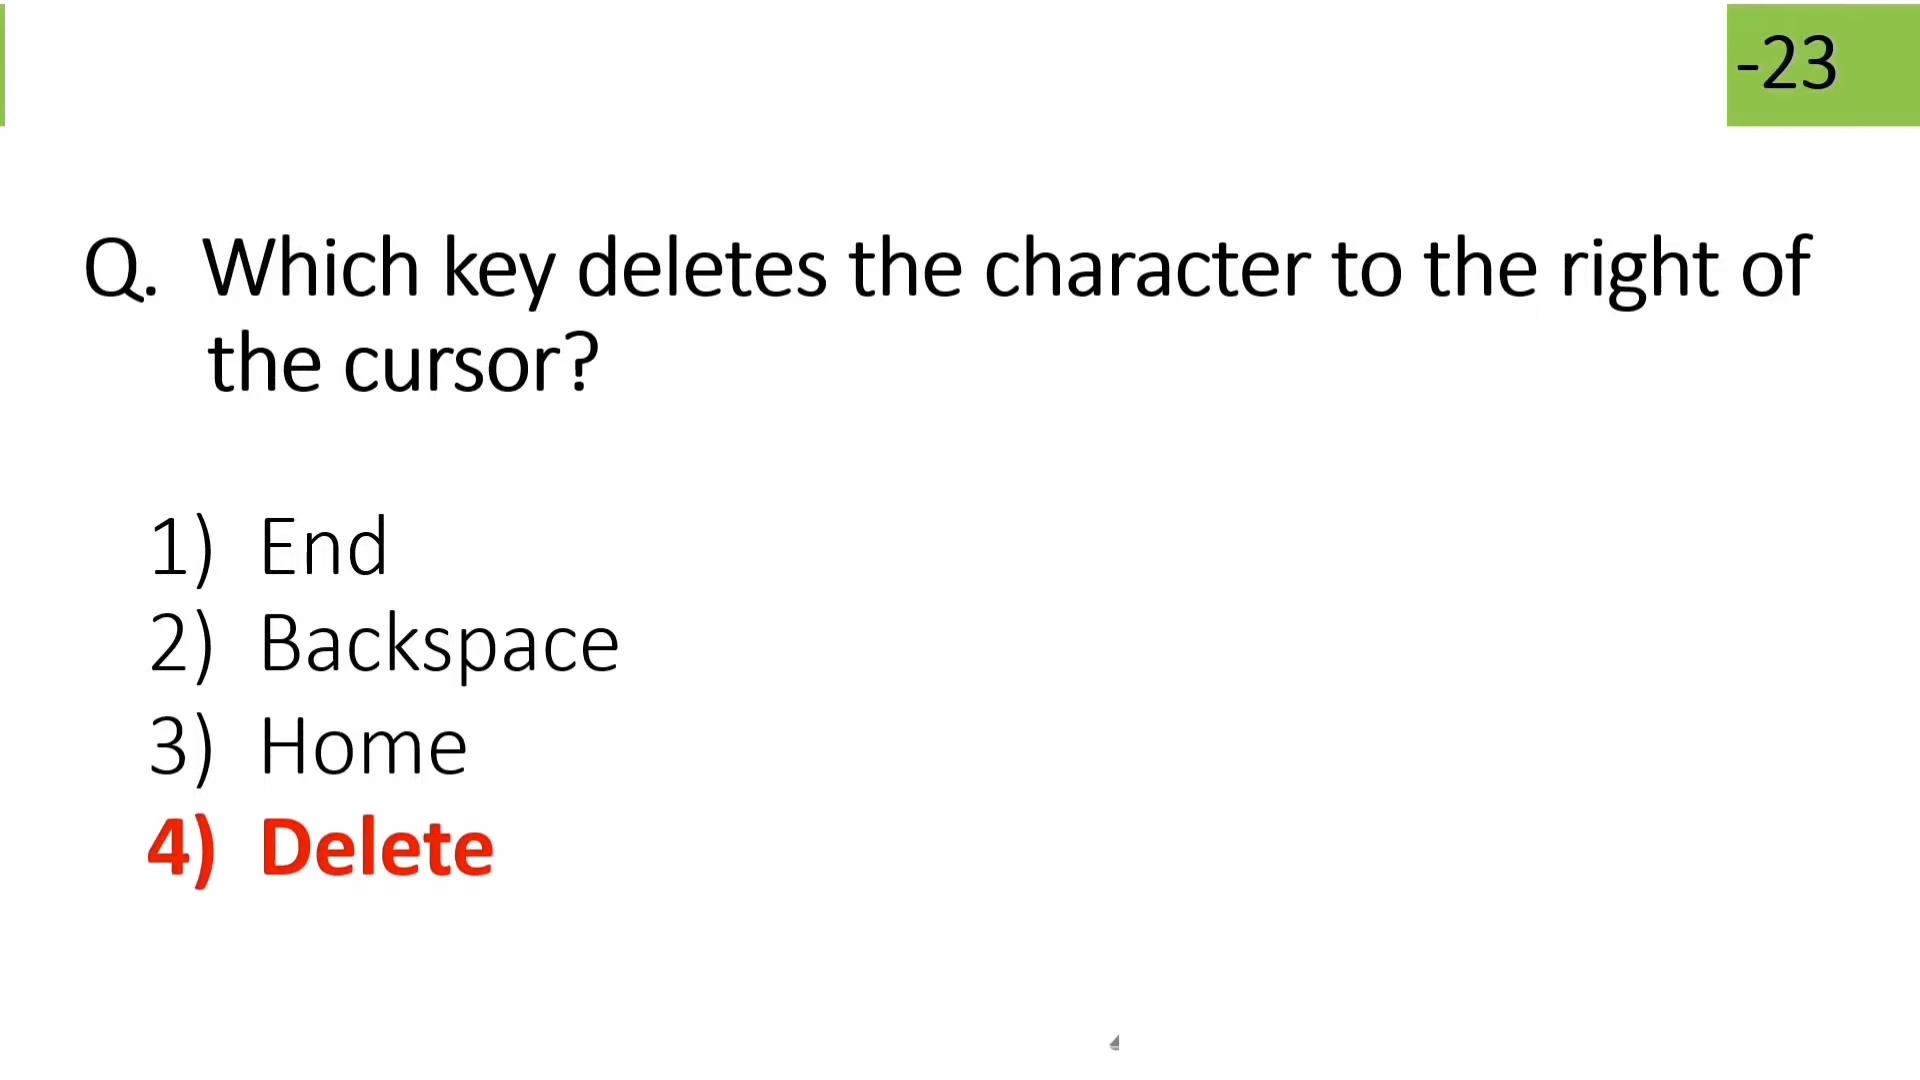 -23
Q. Which key deletes the character to the right of
the cursor?
1) End
2) Backspace
3) Home
4) Delete